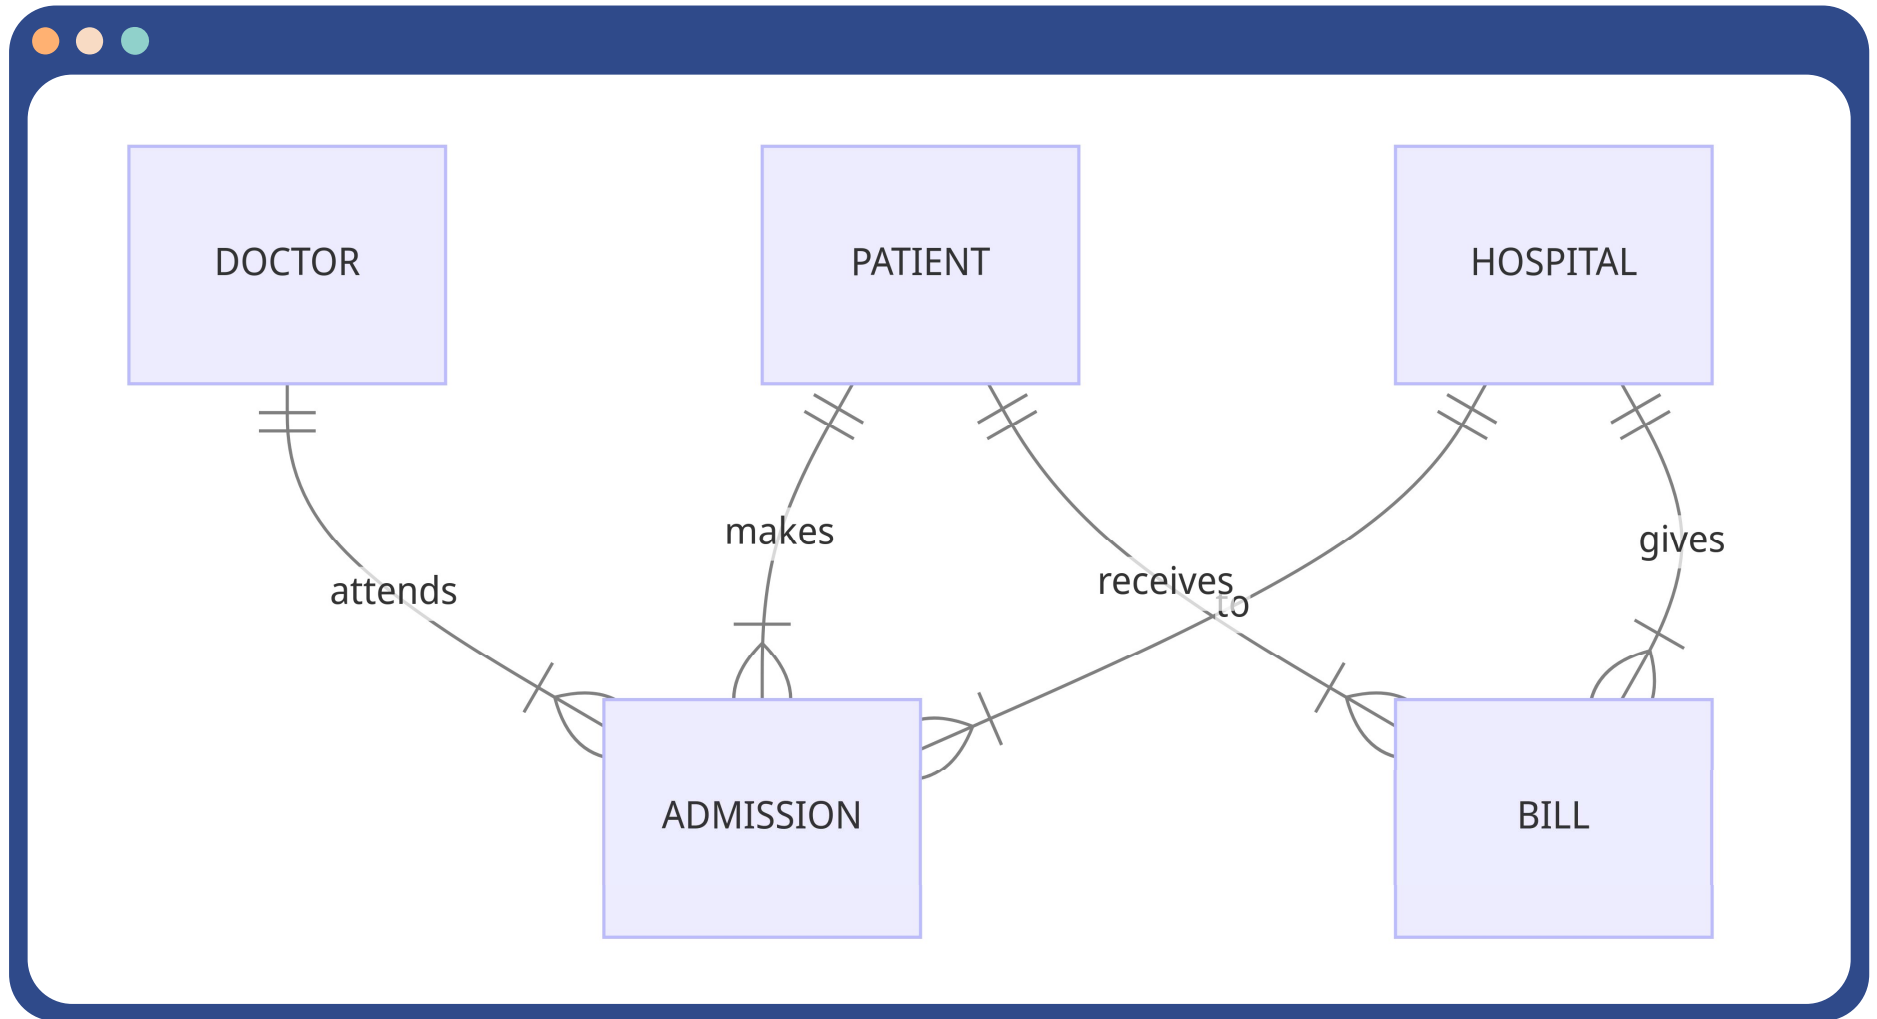 DOCTOR
PATIENT
HOSPITAL
makes
gives
attends
receives
to
ADMISSION
BILL